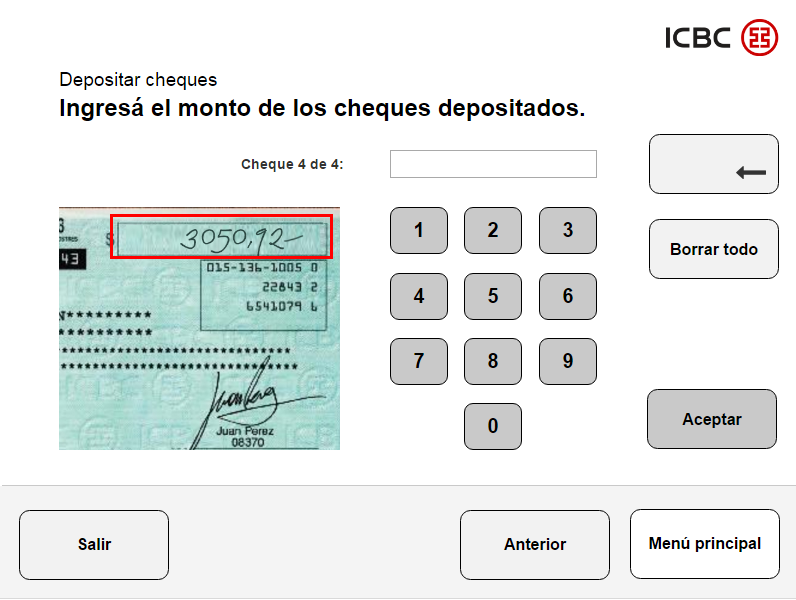 ICBC
Depositar cheques
Ingresá el monto de los cheques depositados.
Cheque 4 de 4:
$ 3050,92—
43
015-136-1005 0
22843 2
6541079 6
N*********
**********
Juan Perez
08370
1 2 3
4 5 6
7 8 9
0
Borrar todo
Aceptar
Salir
Anterior
Menú principal